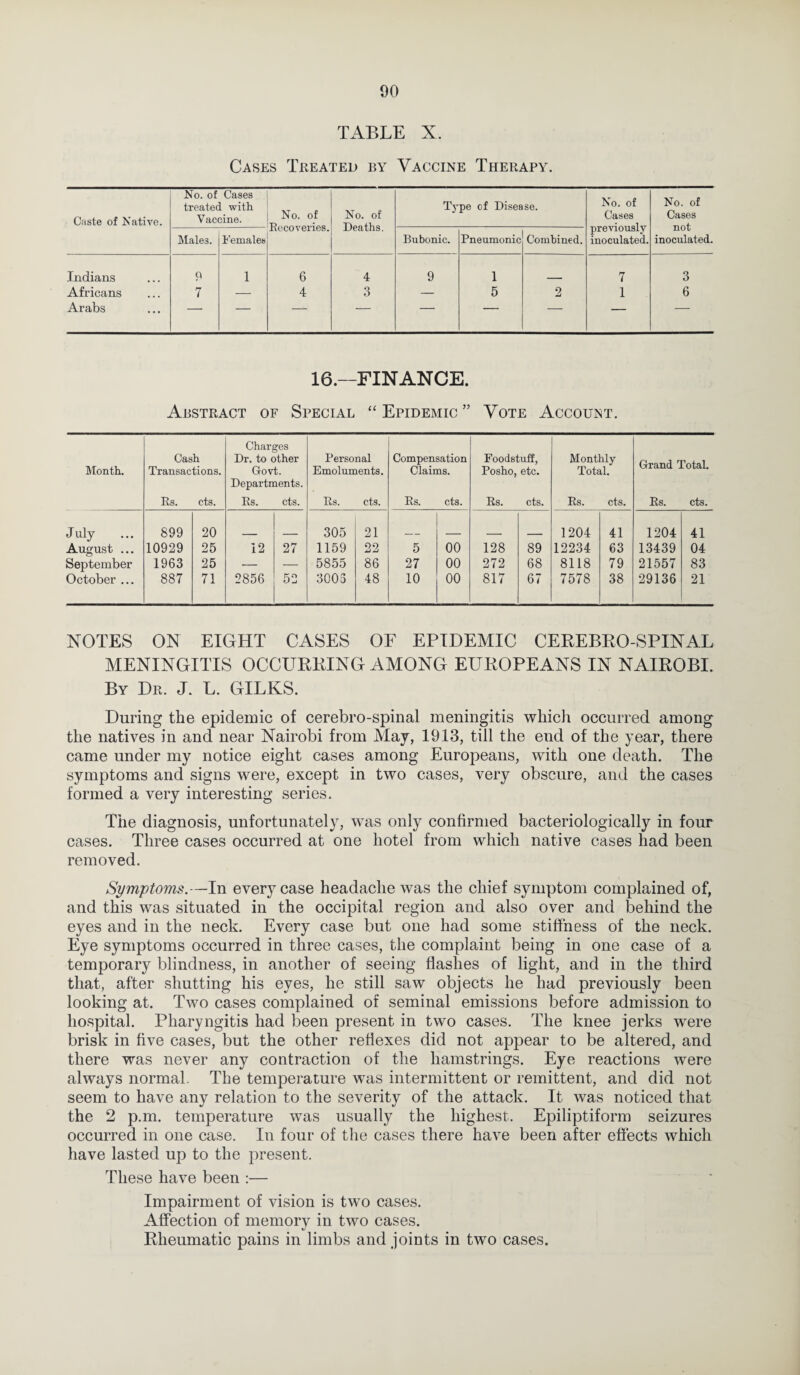 90
TABLE X.
Cases Treated by Vaccine Therapy.
Caste of Native. | No. of Cases treated with Vaccine. | No. of Recoveries. | No. of Deaths. | Type of Disease. | No. of Cases previously inoculated. | No. of Cases not inoculated.
Males. | Females | Bubonic. | Pneumonic | Combined.
Indians ... 9 1 6 4 9 1 — 7 3
Africans ... 7 — 4 3 — 5 2 1 6
Arabs ... — — — — — — — — —
16.—FINANCE.
Abstract of Special “ Epidemic ” Vote Account.
Month. | Cash Transactions. | Charges Dr. to other Govt. Departments. | Personal Emoluments. | Compensation Claims. | Foodstuff, Posho, etc. | Monthly Total. | Grand Total.
Rs. cts. | Rs. cts. | Rs. cts. | Rs. cts. | Rs. cts. | Rs. cts. | Rs. cts.
July ... 899 20 — — 305 21 — — — — 1204 41 1204 41
August ... 10929 25 12 27 1159 22 5 00 128 89 12234 63 13439 04
September 1963 25 — — 5855 86 27 00 272 68 8118 79 21557 83
October ... 887 71 2856 52 3003 48 10 00 817 67 7578 38 29136 21
NOTES ON EIGHT CASES OF EPIDEMIC CEREBRO-SPINAL
MENINGITIS OCCURRING AMONG EUROPEANS IN NAIROBI.
By Dr. J. L. GILKS.
During the epidemic of cerebro-spinal meningitis which occurred among
the natives in and near Nairobi from May, 1913, till the end of the year, there
came under my notice eight cases among Europeans, with one death. The
symptoms and signs were, except in two cases, very obscure, and the cases
formed a very interesting series.
The diagnosis, unfortunately, was only confirmed bacteriologically in four
cases. Three cases occurred at one hotel from which native cases had been
removed.
Symptoms.—In every case headache was the chief symptom complained of,
and this was situated in the occipital region and also over and behind the
eyes and in the neck. Every case but one had some stiffness of the neck.
Eye symptoms occurred in three cases, the complaint being in one case of a
temporary blindness, in another of seeing flashes of light, and in the third
that, after shutting his eyes, he still saw objects he had previously been
looking at. Two cases complained of seminal emissions before admission to
hospital. Pharyngitis had been present in two cases. The knee jerks were
brisk in five cases, but the other reflexes did not appear to be altered, and
there was never any contraction of the hamstrings. Eye reactions were
always normal. The temperature was intermittent or remittent, and did not
seem to have any relation to the severity of the attack. It was noticed that
the 2 p.m. temperature was usually the highest. Epiliptiform seizures
occurred in one case. In four of the cases there have been after effects which
have lasted up to the present.
These have been :—
Impairment of vision is two cases.
Affection of memory in two cases.
Rheumatic pains in limbs and joints in two cases.